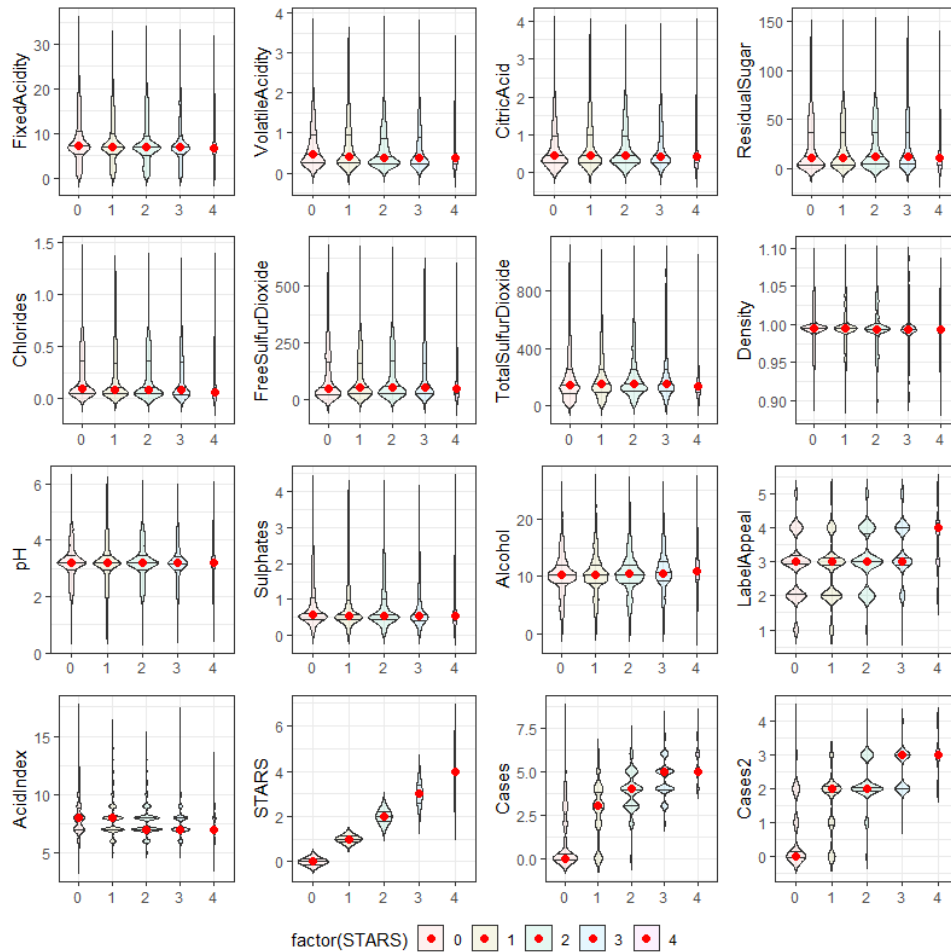 FixedAcidity
30
20
10
0
0 1 2 3 4
VolatileAcidity
4
2
0
0 1 2 3 4
CitricAcid
4
3
2
1
0
0 1 2 3 4
ResidualSugar
150
100
50
0
0 1 2 3 4
Chlorides
1.5
1.0
0.5
0.0
0 1 2 3 4
FreeSulfurDioxide
500
250
0
0 1 2 3 4
TotalSulfurDioxide
800
400
0
0 1 2 3 4
Density
1.10
1.05
1.00
0.95
0.90
0 1 2 3 4
pH
6
4
2
0
0 1 2 3 4
Sulphates
4
3
2
1
0
0 1 2 3 4
Alcohol
20
10
0
0 1 2 3 4
LabelAppeal
5
4
3
2
1
0 1 2 3 4
AcidIndex
15
10
5
0 1 2 3 4
STARS
6
4
2
0
0 1 2 3 4
Cases
7.5
5.0
2.5
0.0
0 1 2 3 4
Cases2
4
3
2
1
0
0 1 2 3 4
factor(STARS) 0 1 2 3 4